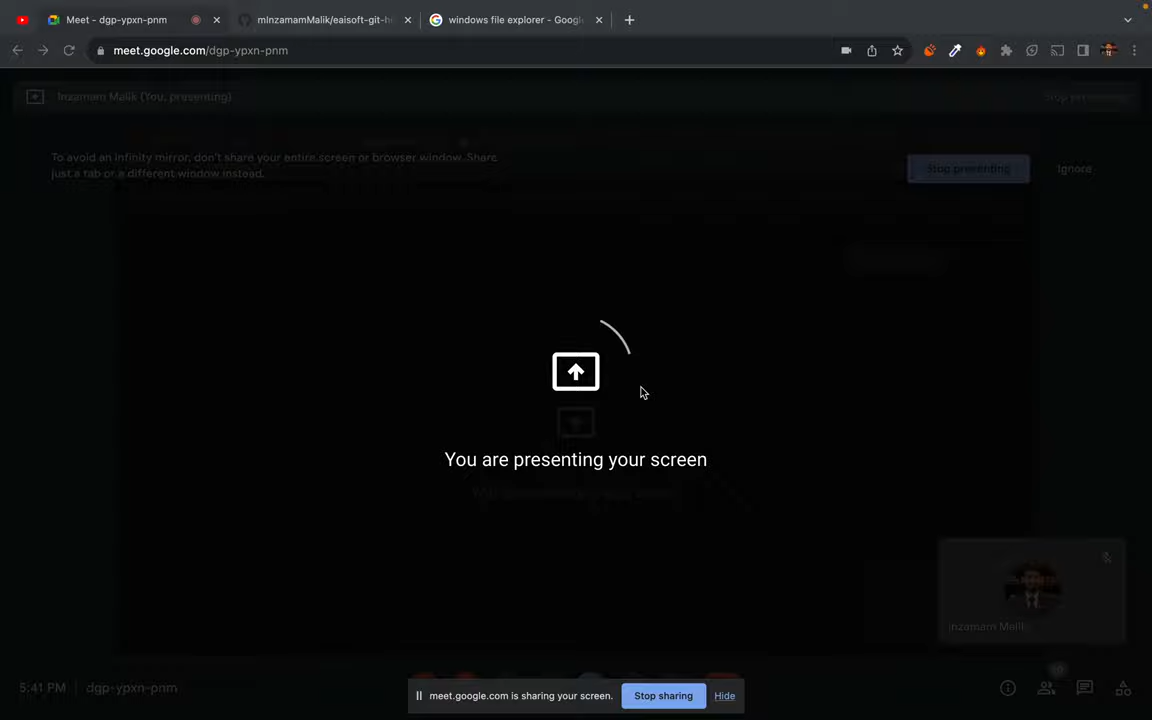 Meet - dgp-ypxn-pnm
mInzamamMalik/eaisoft-git-h
windows file explorer - Google
meet.google.com/dgp-ypxn-pnm
Inzamam Malik (You, presenting)
Stop presenting
To avoid an infinity mirror, don't share your entire screen or browser window. Share
just a tab or a different window instead.
Stop presenting
Ignore
You are presenting your screen
Inzamam Malik
5:41 PM
dgp-ypxn-pnm
meet.google.com is sharing your screen.
Stop sharing
Hide